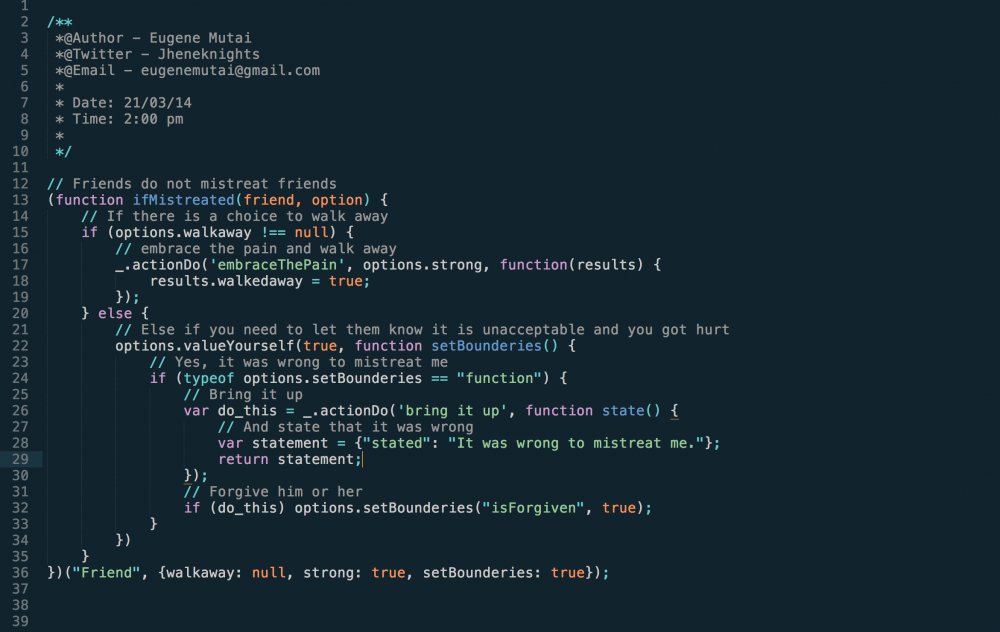 1
2 /**
3  *@Author – Eugene Mutai
4  *@Twitter – Jheneknights
5  *@Email – eugenemutai@gmail.com
6  *
7  * Date: 21/03/14
8  * Time: 2:00 pm
9  *
10  */
11
12 // Friends do not mistreat friends
13 (function ifMistreated(friend, option) {
14     // If there is a choice to walk away
15     if (options.walkaway !== null) {
16         // embrace the pain and walk away
17         _.actionDo('embraceThePain', options.strong, function(results) {
18             results.walkedaway = true;
19         });
20     } else {
21         // Else if you need to let them know it is unacceptable and you got hurt
22         options.valueYourself(true, function setBounderies() {
23             // Yes, it was wrong to mistreat me
24             if (typeof options.setBounderies == "function") {
25                 // Bring it up
26                 var do_this = _.actionDo('bring it up', function state() {
27                     // And state that it was wrong
28                     var statement = {"stated": "It was wrong to mistreat me."};
29                     return statement;
30                 });
31                 // Forgive him or her
32                 if (do_this) options.setBounderies("isForgiven", true);
33             }
34         })
35     }
36 })("Friend", {walkaway: null, strong: true, setBounderies: true});
37
38
39